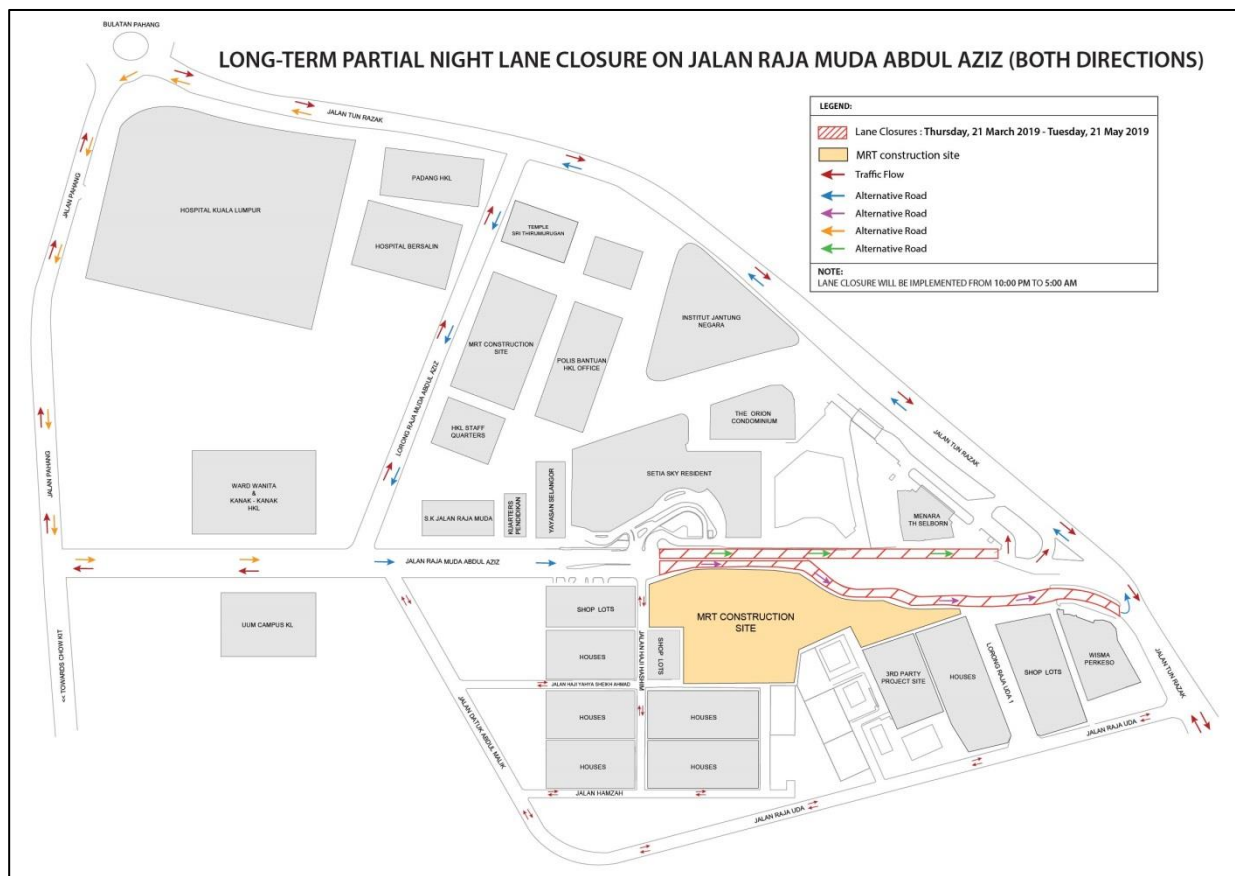 BULATAN PAHANG
LONG-TERM PARTIAL NIGHT LANE CLOSURE ON JALAN RAJA MUDA ABDUL AZIZ (BOTH DIRECTIONS)
LEGEND:
Lane Closures : Thursday, 21 March 2019 - Tuesday, 21 May 2019
MRT construction site
Traffic Flow
Alternative Road
Alternative Road
Alternative Road
Alternative Road
NOTE:
LANE CLOSURE WILL BE IMPLEMENTED FROM 10:00 PM TO 5:00 AM
JALAN TUN RAZAK
JALAN PAHANG
HOSPITAL KUALA LUMPUR
PADANG HKL
HOSPITAL BERSALIN
TEMPLE
SRI THIRUMURUGAN
INSTITUT JANTUNG
NEGARA
MRT CONSTRUCTION
SITE
POLIS BANTUAN
HKL OFFICE
LORONG RAJA MUDA ABDUL AZIZ
HKL STAFF
QUARTERS
THE ORION
CONDOMINIUM
JALAN TUN RAZAK
JALAN PAHANG
WARD WANITA
&
KANAK - KANAK
HKL
SETIA SKY RESIDENT
S.K JALAN RAJA MUDA
KUARTERS
PENDIDIKAN
YAYASAN SELANGOR
MENARA
TH SELBORN
JALAN RAJA MUDA ABDUL AZIZ
UUM CAMPUS KL
SHOP LOTS
MRT CONSTRUCTION
SITE
HOUSES
JALAN HAJI HASHIM
SHOP LOTS
3RD PARTY
PROJECT SITE
HOUSES
LORONG RAJA UDA 1
SHOP LOTS
WISMA
PERKESO
JALAN TUN RAZAK
<< TOWARDS CHOW KIT
JALAN HAJI YAHYA SHEIKH AHMAD
JALAN DATUK ABDUL MALIK
HOUSES
HOUSES
HOUSES
HOUSES
JALAN RAJA UDA
JALAN HAMZAH
JALAN RAJA UDA